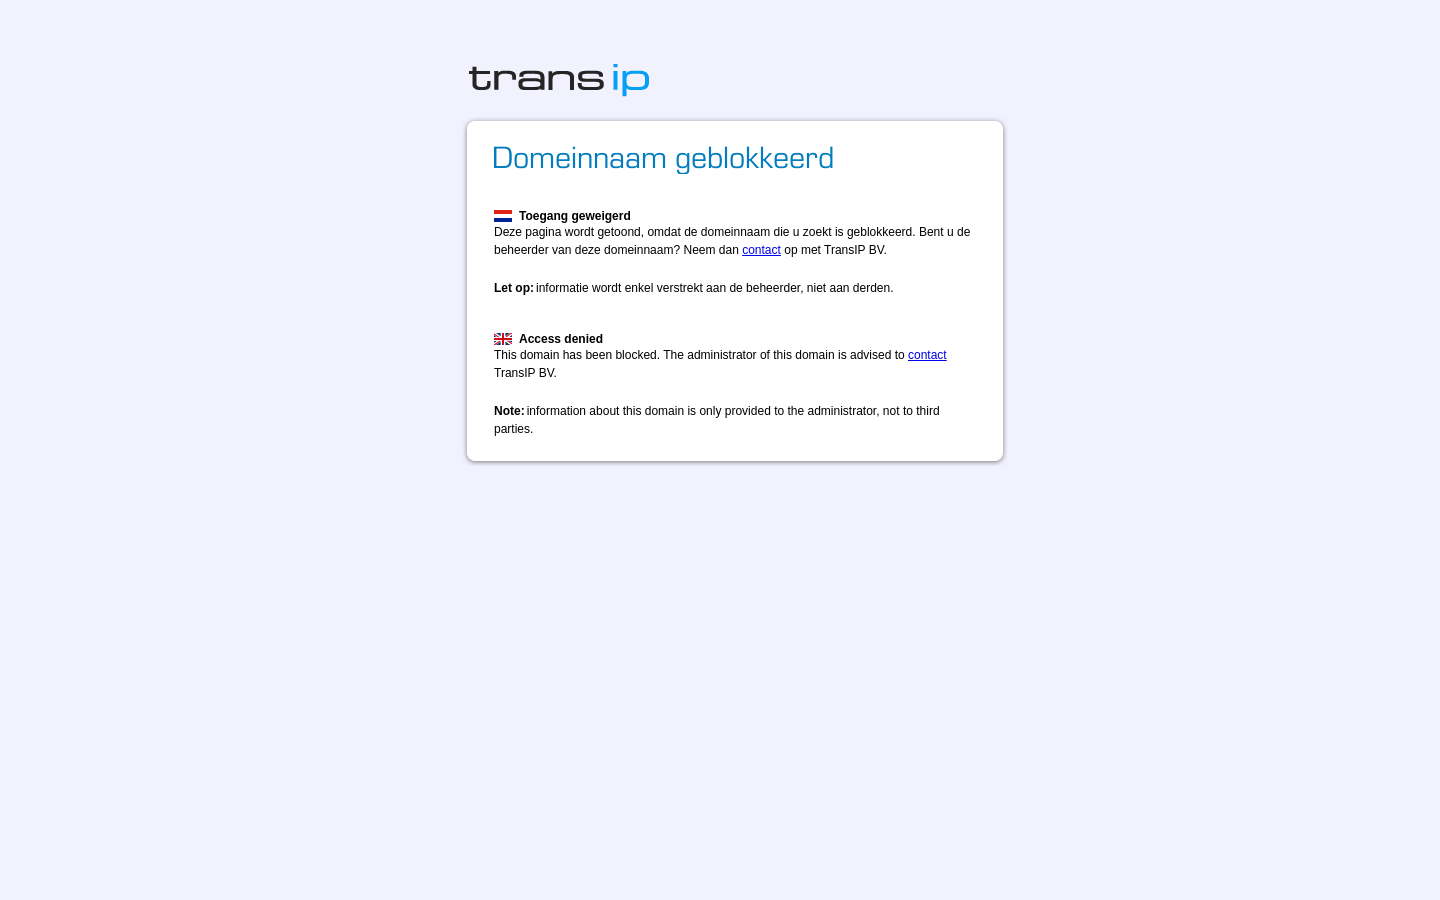 trans ip
Domeinnaam geblokkeerd
Toegang geweigerd
Deze pagina wordt getoond, omdat de domeinnaam die u zoekt is geblokkeerd. Bent u de
beheerder van deze domeinnaam? Neem dan contact op met TransIP BV.
Let op: informatie wordt enkel verstrekt aan de beheerder, niet aan derden.
Access denied
This domain has been blocked. The administrator of this domain is advised to contact
TransIP BV.
Note: information about this domain is only provided to the administrator, not to third
parties.